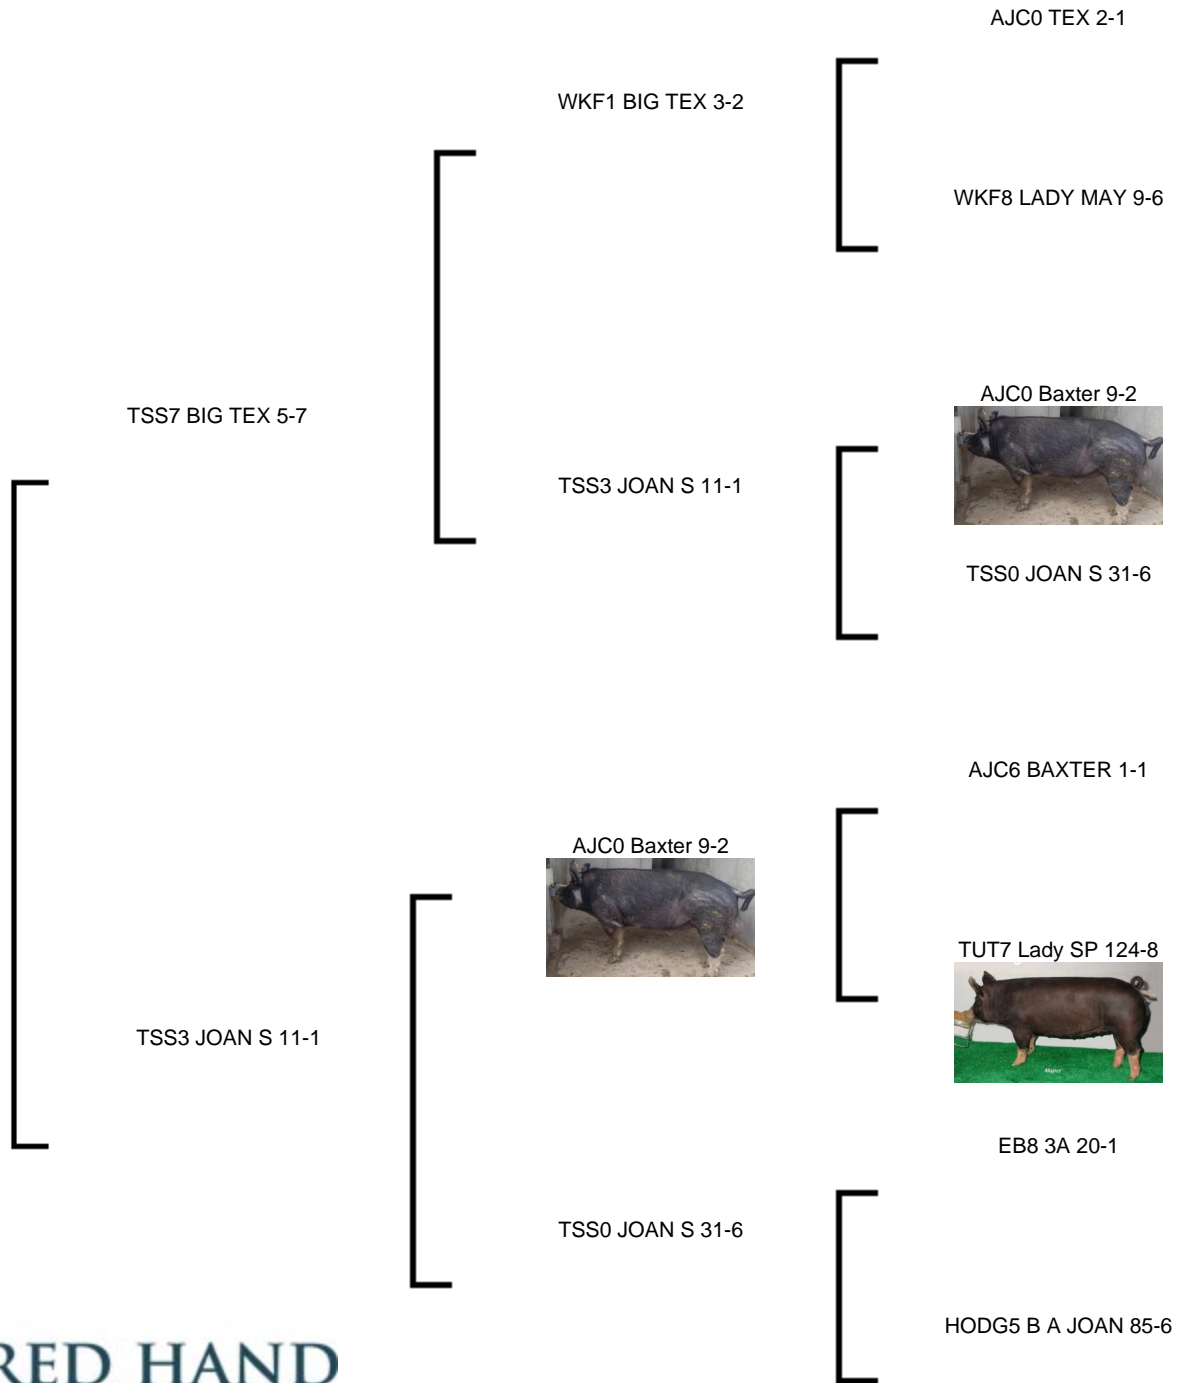 AJC0 TEX 2-1
WKF1 BIG TEX 3-2
WKF8 LADY MAY 9-6
AJC0 Baxter 9-2
TSS7 BIG TEX 5-7
TSS3 JOAN S 11-1
TSS0 JOAN S 31-6
AJC6 BAXTER 1-1
AJC0 Baxter 9-2
TUT7 Lady SP 124-8
TSS3 JOAN S 11-1
EB8 3A 20-1
TSS0 JOAN S 31-6
HODG5 B A JOAN 85-6
RED HAND